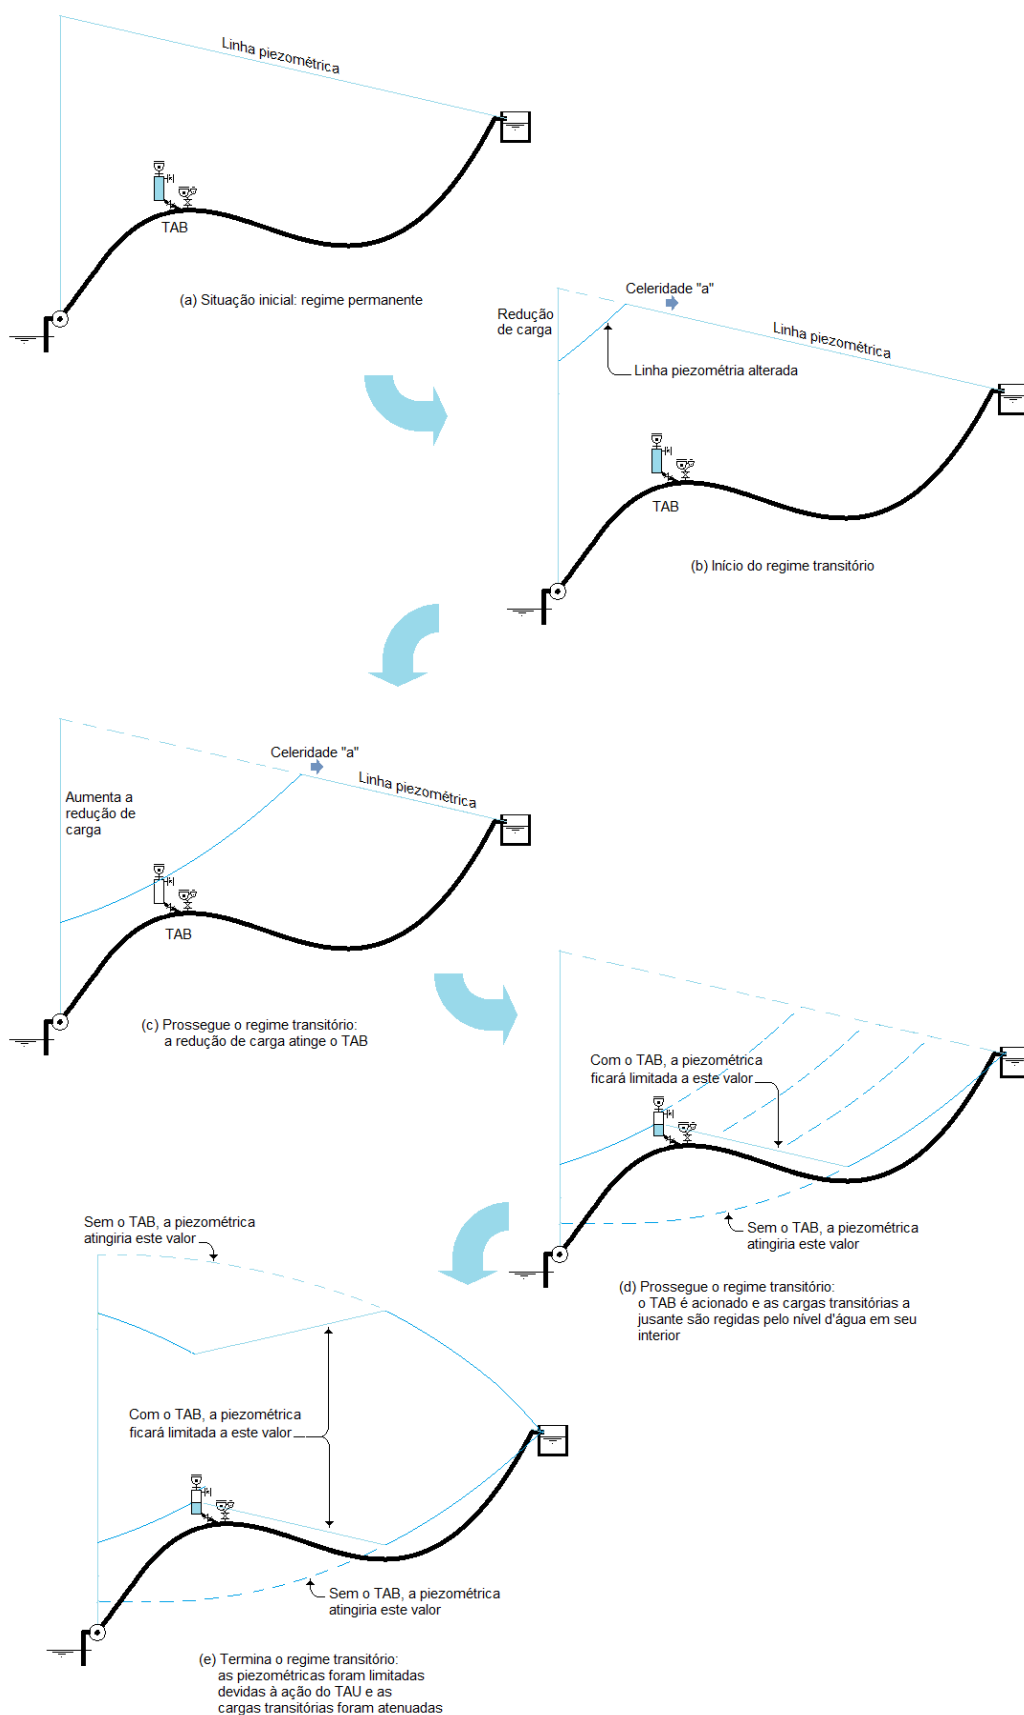 Linha piezométrica
TAB
(a) Situação inicial: regime permanente
Celeridade "a"
Redução
de carga
Linha piezométrica
Linha piezométria alterada
TAB
(b) Início do regime transitório
Celeridade "a"
Linha piezométrica
Aumenta a
redução de
carga
TAB
(c) Prossegue o regime transitório:
a redução de carga atinge o TAB
Com o TAB, a piezométrica
ficará limitada a este valor
Sem o TAB, a piezométrica
atingiria este valor
(d) Prossegue o regime transitório:
o TAB é acionado e as cargas transitórias a
jusante são regidas pelo nível d'água em seu
interior
Sem o TAB, a piezométrica
atingiria este valor
Com o TAB, a piezométrica
ficará limitada a este valor
Sem o TAB, a piezométrica
atingiria este valor
(e) Termina o regime transitório:
as piezométricas foram limitadas
devidas à ação do TAU e as
cargas transitórias foram atenuadas